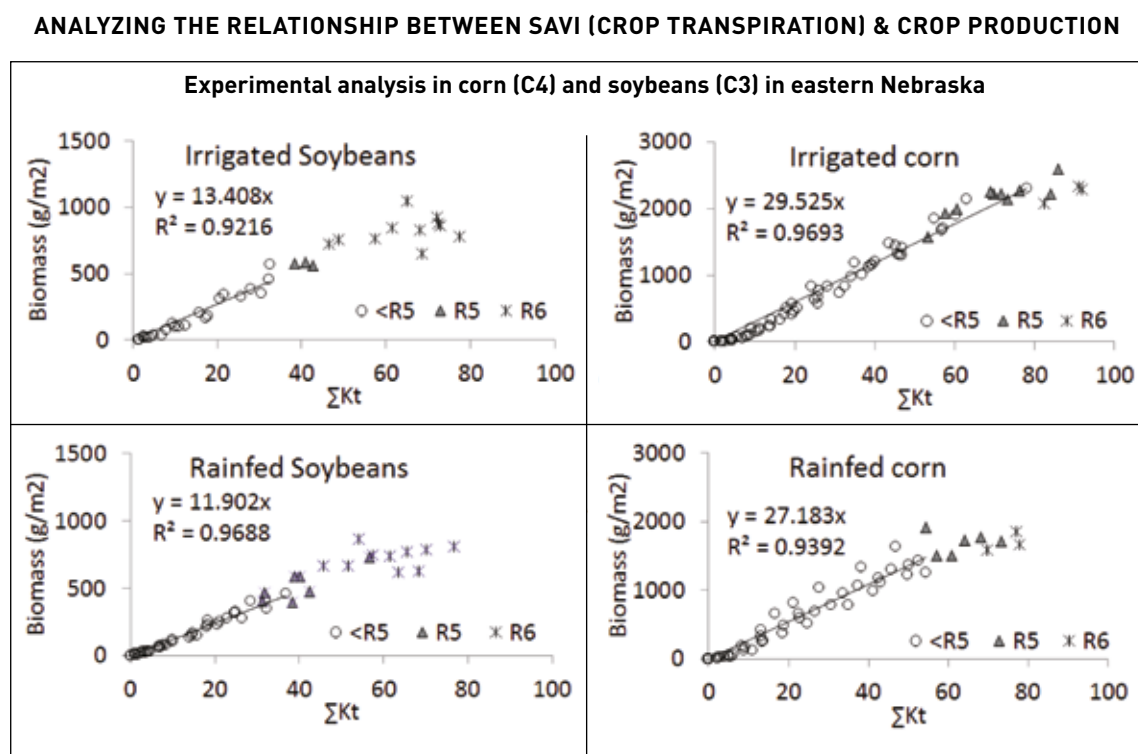 ANALYZING THE RELATIONSHIP BETWEEN SAVI (CROP TRANSPIRATION) & CROP PRODUCTION
Experimental analysis in corn (C4) and soybeans (C3) in eastern Nebraska
Irrigated Soybeans
y = 13.408x
R² = 0.9216
Biomass (g/m2)
1500
1000
500
0
○ <R5 ▲ R5 ж R6
0 20 40 60 80 100
∑Kt
Irrigated corn
y = 29.525x
R² = 0.9693
Biomass (g/m2)
3000
2000
1000
0
○ <R5 ▲ R5 ж R6
0 20 40 60 80 100
∑Kt
Rainfed Soybeans
y = 11.902x
R² = 0.9688
Biomass (g/m2)
1500
1000
500
0
○ <R5 ▲ R5 ж R6
0 20 40 60 80 100
∑Kt
Rainfed corn
y = 27.183x
R² = 0.9392
Biomass (g/m2)
3000
2000
1000
0
○ <R5 ▲ R5 ж R6
0 20 40 60 80 100
∑Kt